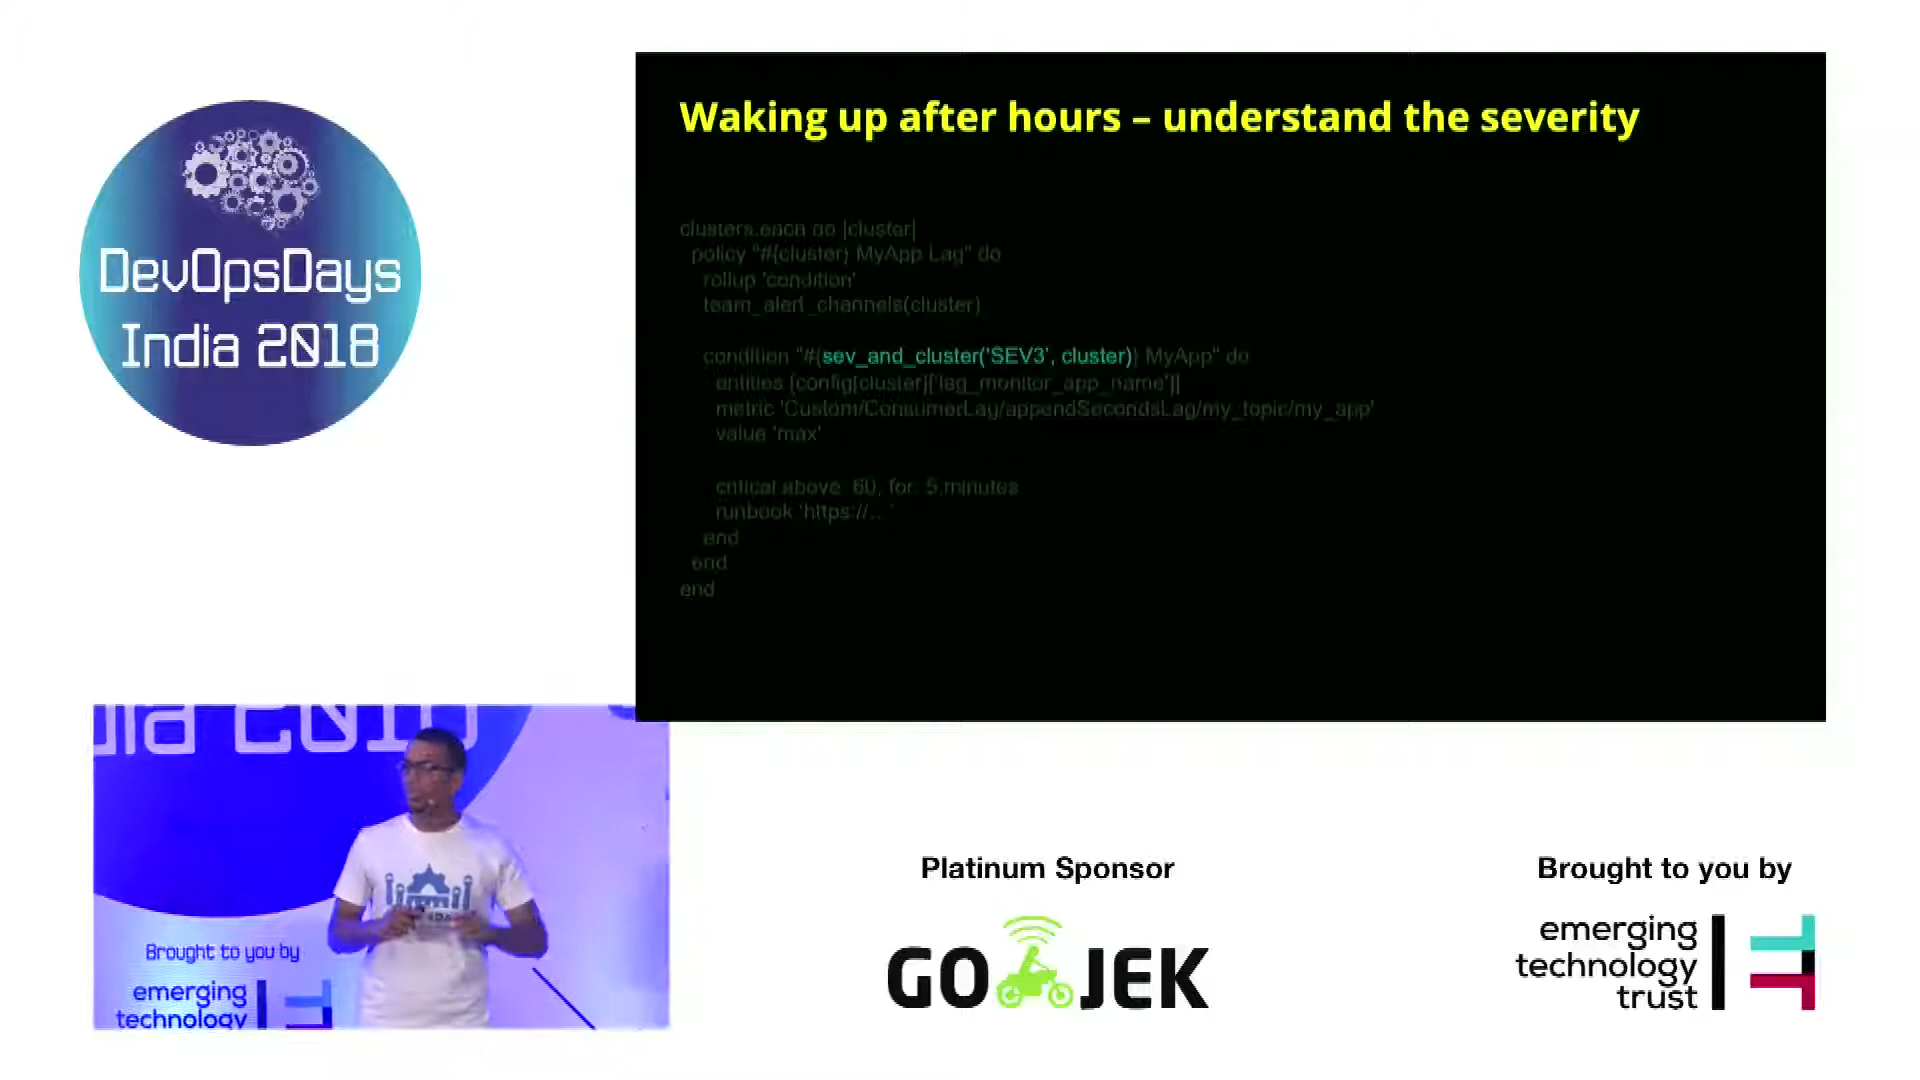 DevOpsDays
India 2018
Waking up after hours – understand the severity
clusters.each do |cluster|
policy "#{cluster} MyApp Lag" do
rollup 'condition'
team_alert_channels(cluster)
condition "#{sev_and_cluster('SEV3', cluster)} MyApp" do
entities [config[cluster]['lag_monitor_app_name']]
metric 'Custom/ConsumerLag/appendSecondsLag/my_topic/my_app'
value 'max'
critical above: 60, for: 5.minutes
runbook 'https://... '
end
end
end
dia 2018
Brought to you by
emerging
technology
Platinum Sponsor
GO JEK
Brought to you by
emerging
technology
trust